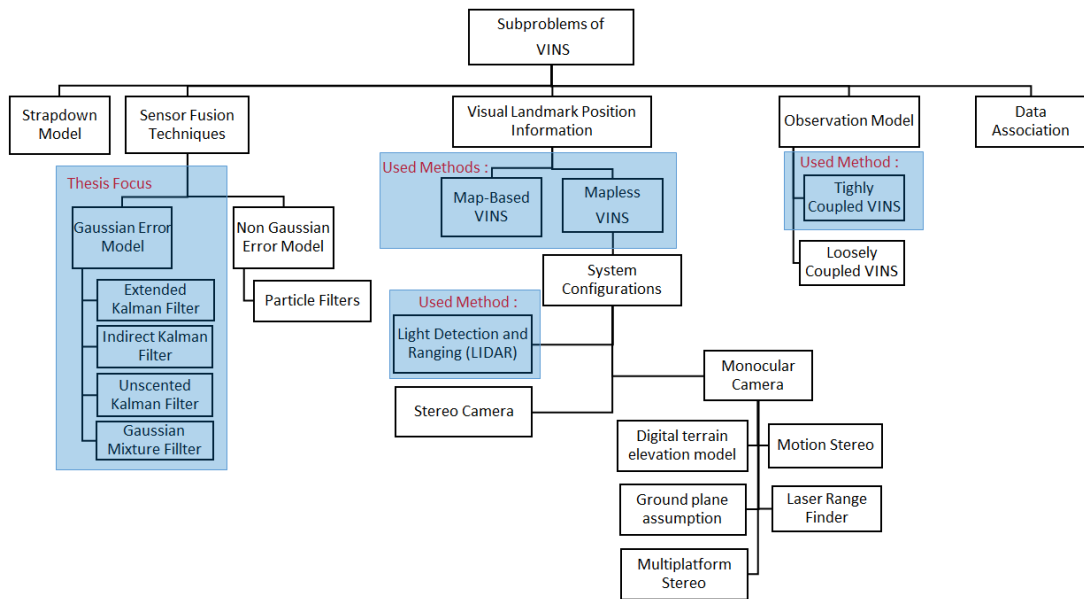 Subproblems of
VINS
Strapdown
Model
Sensor Fusion
Techniques
Visual Landmark Position
Information
Observation Model
Data
Association
Thesis Focus
Gaussian Error
Model
Non Gaussian
Error Model
Extended
Kalman Filter
Indirect Kalman
Filter
Unscented
Kalman Filter
Gaussian
Mixture Fillter
Particle Filters
Used Methods :
Map-Based
VINS
Mapless
VINS
System
Configurations
Used Method :
Light Detection and
Ranging (LIDAR)
Stereo Camera
Monocular
Camera
Digital terrain
elevation model
Motion Stereo
Ground plane
assumption
Laser Range
Finder
Multiplatform
Stereo
Used Method :
Tighly
Coupled VINS
Loosely
Coupled VINS